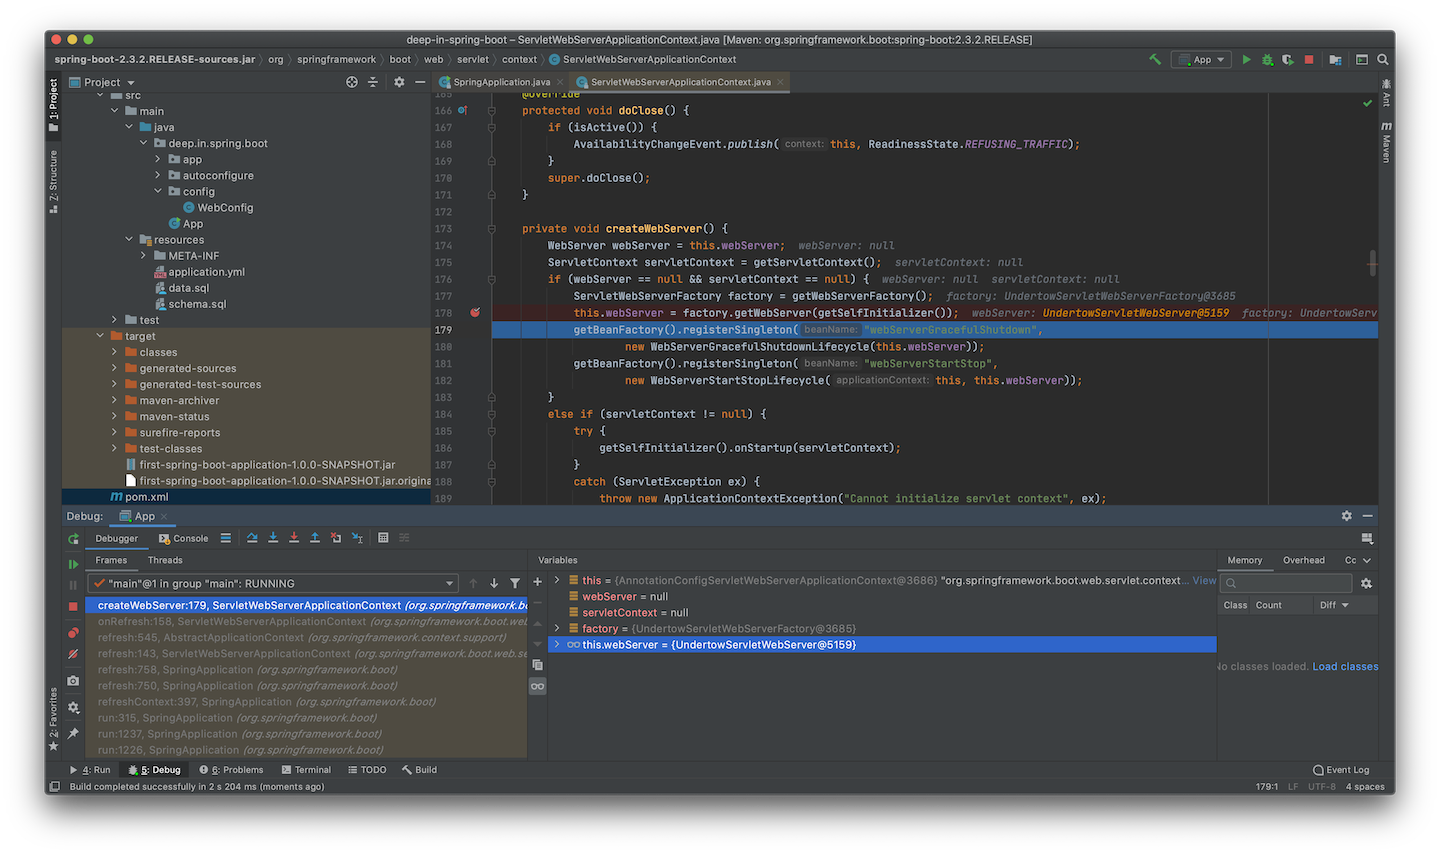 deep-in-spring-boot – ServletWebServerApplicationContext.java [Maven: org.springframework.boot:spring-boot:2.3.2.RELEASE]
spring-boot-2.3.2.RELEASE-sources.jar org springframework boot web servlet context ServletWebServerApplicationContext App
1: Project
Z: Structure
2: Favorites
Project
src
main
java
deep.in.spring.boot
app
autoconfigure
config
WebConfig
App
resources
META-INF
application.yml
data.sql
schema.sql
test
target
classes
generated-sources
generated-test-sources
maven-archiver
maven-status
surefire-reports
test-classes
first-spring-boot-application-1.0.0-SNAPSHOT.jar
first-spring-boot-application-1.0.0-SNAPSHOT.jar.origina
pom.xml
SpringApplication.java ServletWebServerApplicationContext.java
165 @Override
166 protected void doClose() {
167 if (isActive()) {
168 AvailabilityChangeEvent.publish( context: this, ReadinessState.REFUSING_TRAFFIC);
169 }
170 super.doClose();
171 }
172
173 private void createWebServer() {
174 WebServer webServer = this.webServer; webServer: null
175 ServletContext servletContext = getServletContext(); servletContext: null
176 if (webServer == null && servletContext == null) { webServer: null servletContext: null
177 ServletWebServerFactory factory = getWebServerFactory(); factory: UndertowServletWebServerFactory@3685
178 this.webServer = factory.getWebServer(getSelfInitializer()); webServer: UndertowServletWebServer@5159 factory: UndertowServ
179 getBeanFactory().registerSingleton( beanName: "webServerGracefulShutdown",
180 new WebServerGracefulShutdownLifecycle(this.webServer));
181 getBeanFactory().registerSingleton( beanName: "webServerStartStop",
182 new WebServerStartStopLifecycle( applicationContext: this, this.webServer));
183 }
184 else if (servletContext != null) {
185 try {
186 getSelfInitializer().onStartup(servletContext);
187 }
188 catch (ServletException ex) {
189 throw new ApplicationContextException("Cannot initialize servlet context", ex);
Ant
m Maven
Debug: App
Debugger Console
Frames Threads
"main"@1 in group "main": RUNNING
createWebServer:179, ServletWebServerApplicationContext (org.springframework.bo
onRefresh:158, ServletWebServerApplicationContext (org.springframework.boot.web
refresh:545, AbstractApplicationContext (org.springframework.context.support)
refresh:143, ServletWebServerApplicationContext (org.springframework.boot.web.se
refresh:758, SpringApplication (org.springframework.boot)
refresh:750, SpringApplication (org.springframework.boot)
refreshContext:397, SpringApplication (org.springframework.boot)
run:315, SpringApplication (org.springframework.boot)
run:1237, SpringApplication (org.springframework.boot)
run:1226, SpringApplication (org.springframework.boot)
Variables
this = {AnnotationConfigServletWebServerApplicationContext@3686} "org.springframework.boot.web.servlet.context... View
webServer = null
servletContext = null
factory = {UndertowServletWebServerFactory@3685}
this.webServer = {UndertowServletWebServer@5159}
Memory Overhead Co
Class Count Diff
No classes loaded. Load classes
4: Run 5: Debug 6: Problems Terminal TODO Build Event Log
Build completed successfully in 2 s 204 ms (moments ago) 179:1 LF UTF-8 4 spaces